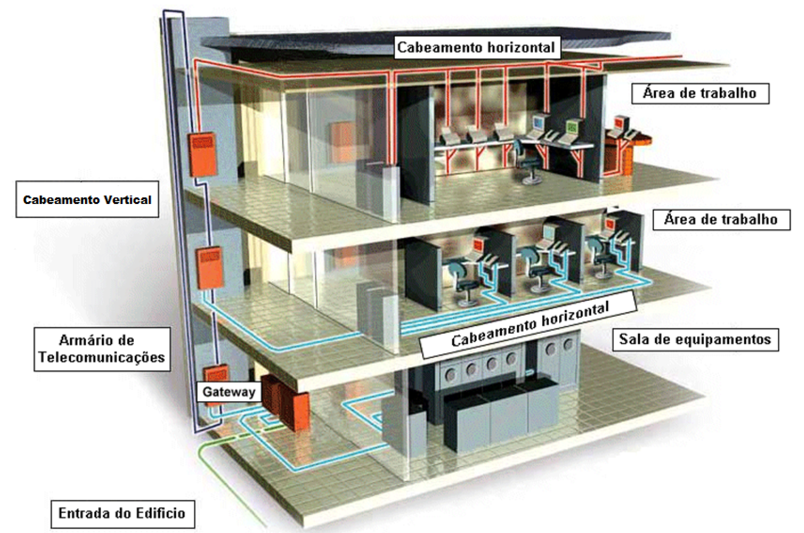 Cabeamento horizontal
Área de trabalho
Cabeamento Vertical
Área de trabalho
Cabeamento horizontal
Armário de
Telecomunicações
Sala de equipamentos
Gateway
Entrada do Edificio